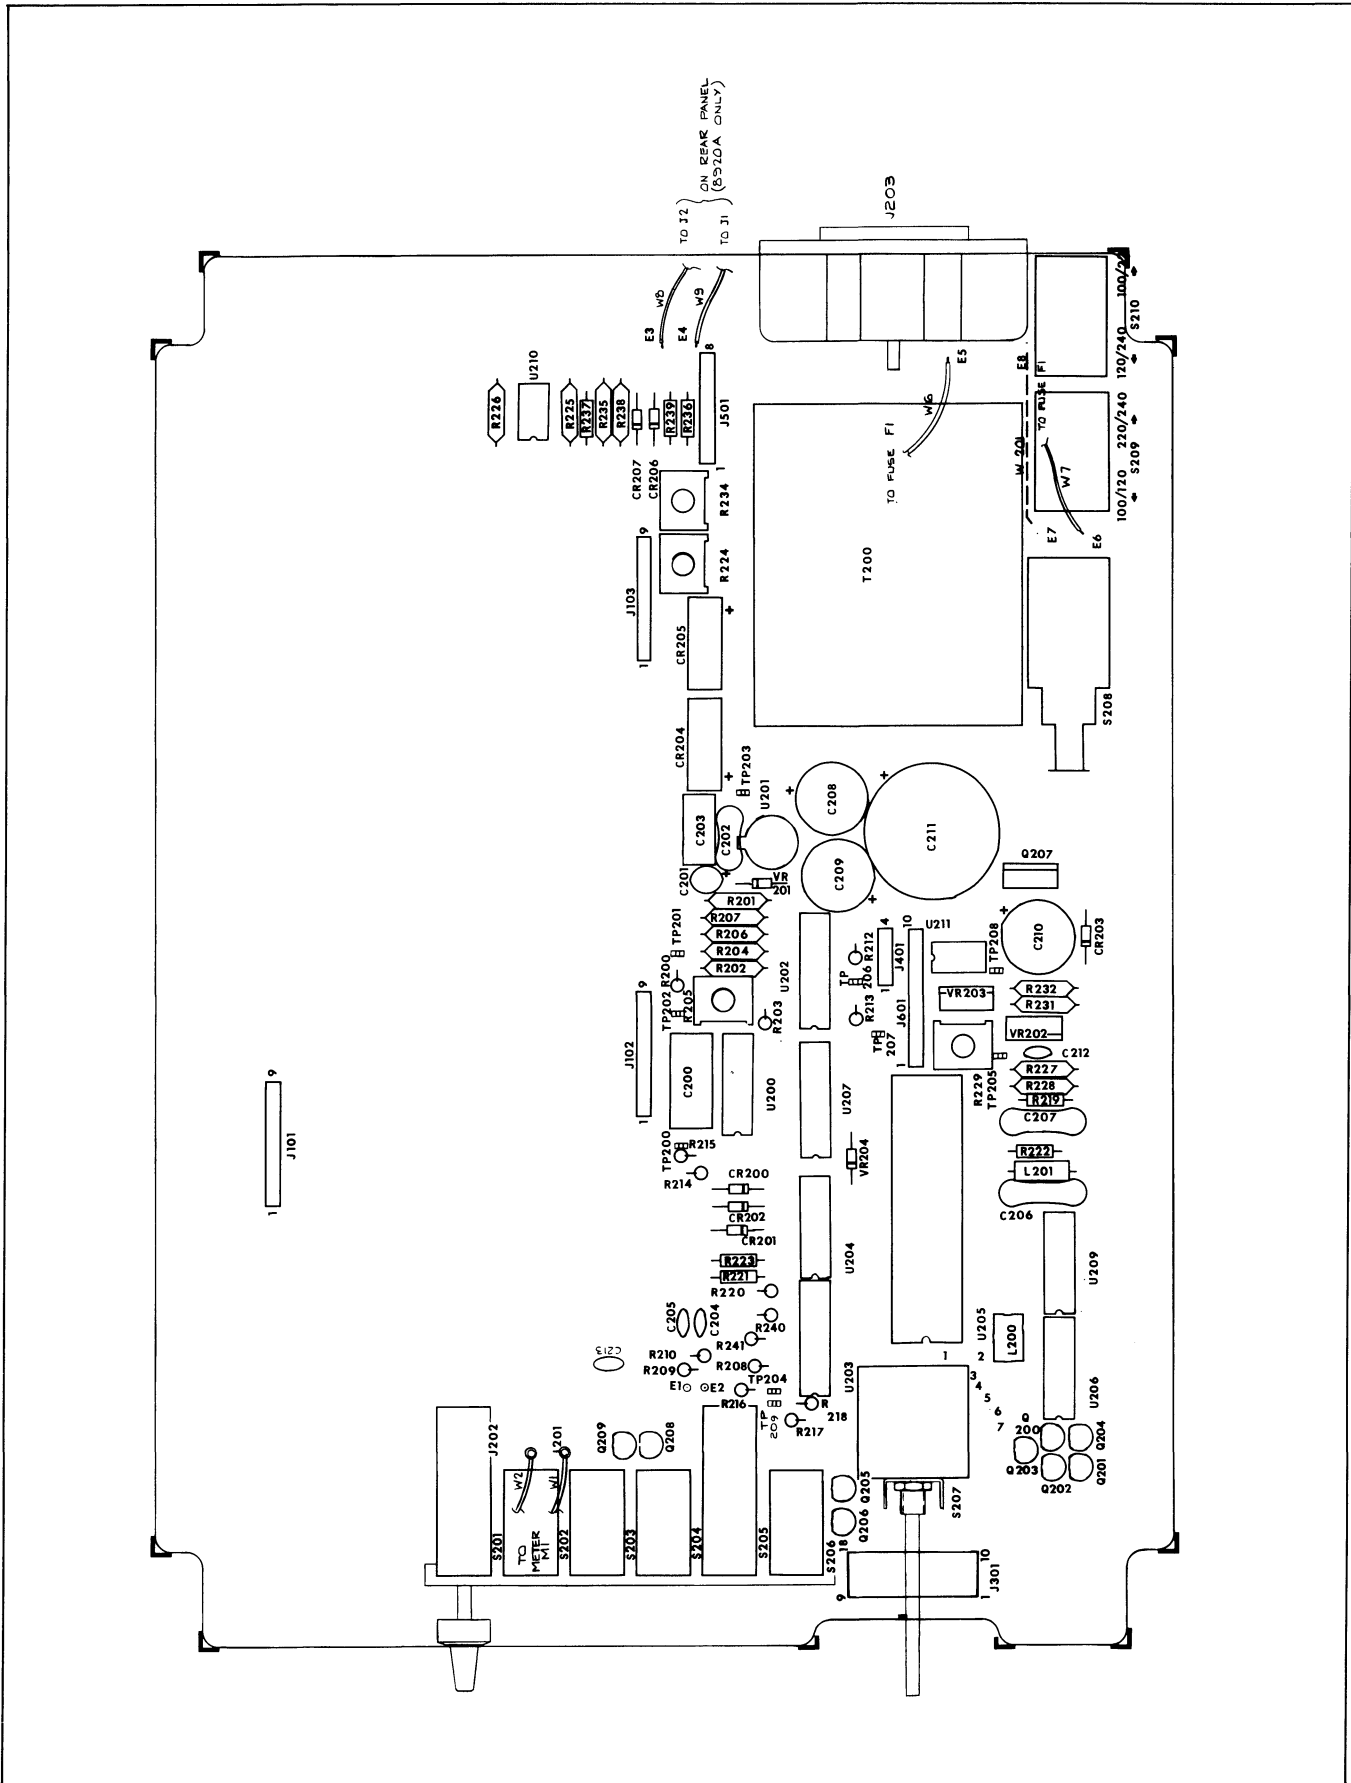 ON REAR PANEL
(8920A ONLY)
TO J2
TO J1
J203
W8
W9
E3
E4
8
E5
E8
100/2
120/240
S210
U210
R226
R225
R237
R235
R238
R239
R236
J501
1
CR207
CR206
R234
R224
W6
TO FUSE F1
W 201
TO FUSE F1
W7
220/240
100/120
S209
E7
E6
T200
J103
9
1
CR205
+
CR204
+
TP203
S208
C203
C202
U201
+
C208
+
C211
C209
+
Q207
C201
+
VR
201
R201
R207
R206
R204
R202
TP201
R200
TP202
R205
R203
U202
R212
TP
206
R213
TP
207
J401
4
1
J601
10
1
U211
TP208
+
C210
CR203
VR203
R232
R231
VR202
C212
R229
TP205
R227
R228
R219
C207
R222
L201
C206
J102
9
1
C200
U200
U207
VR204
TP200
R215
R214
CR200
CR202
CR201
R223
R221
R220
U204
J101
9
1
C205
C204
R240
R241
R210
R209
R208
C213
E1
E2
TP204
R216
TP
209
R217
R
218
U203
U205
L200
U209
U206
1
2
3
4
5
6
7
Q
200
Q204
Q203
Q202
Q201
J202
J201
W2
W1
Q209
Q208
Q205
Q206
S207
S201
TO
METER
M1
S202
S203
S204
S205
S206
18
10
9
1
J301